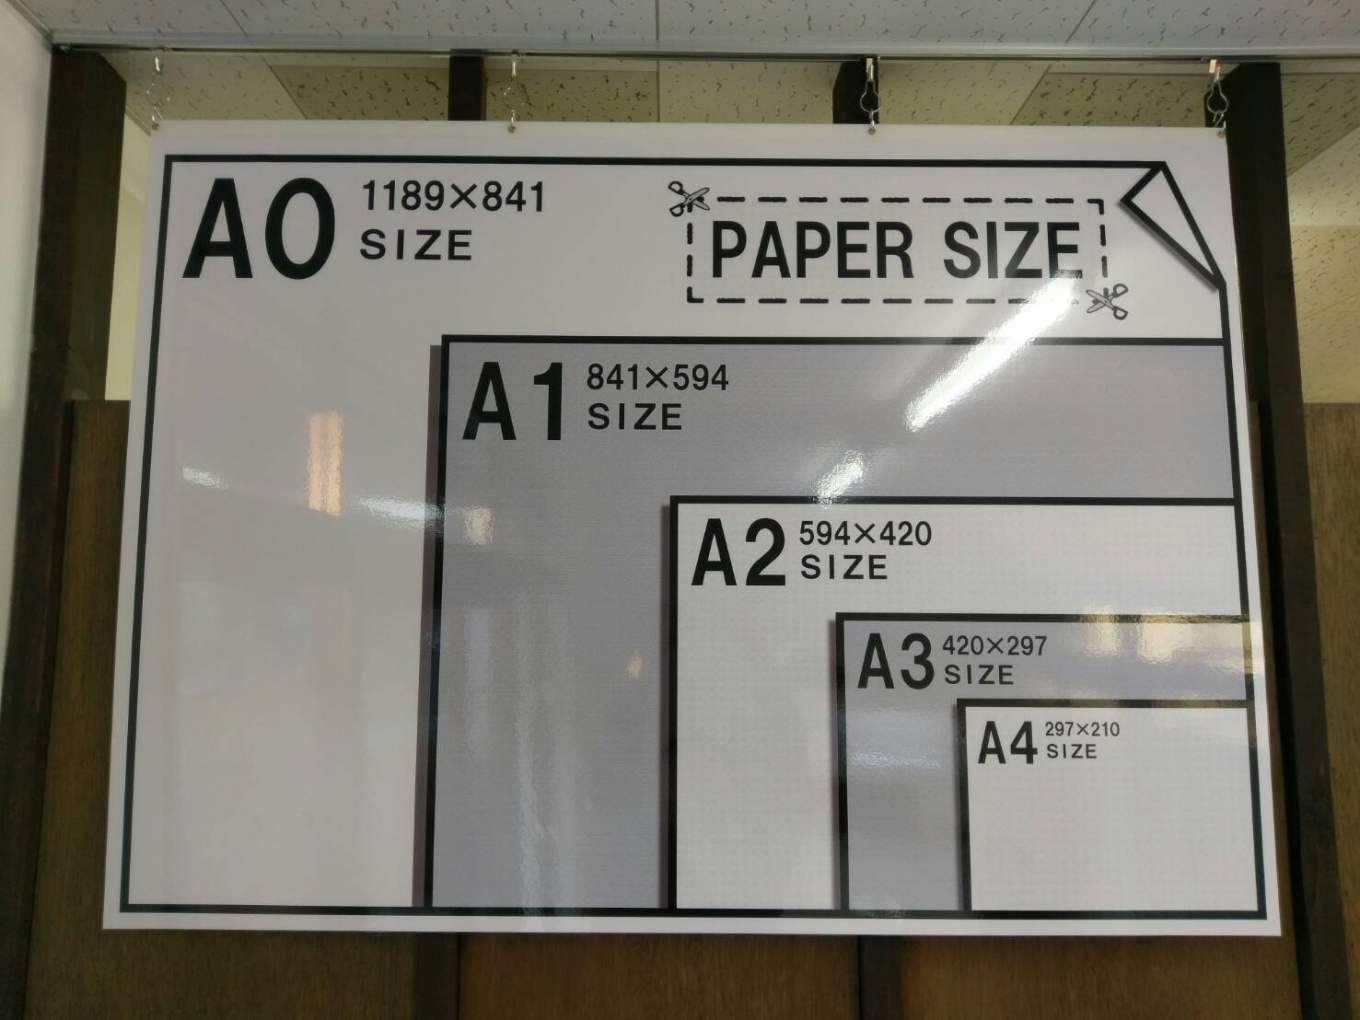 A0 1189×841
SIZE
PAPER SIZE
A1 841×594
SIZE
A2 594×420
SIZE
A3 420×297
SIZE
A4 297×210
SIZE